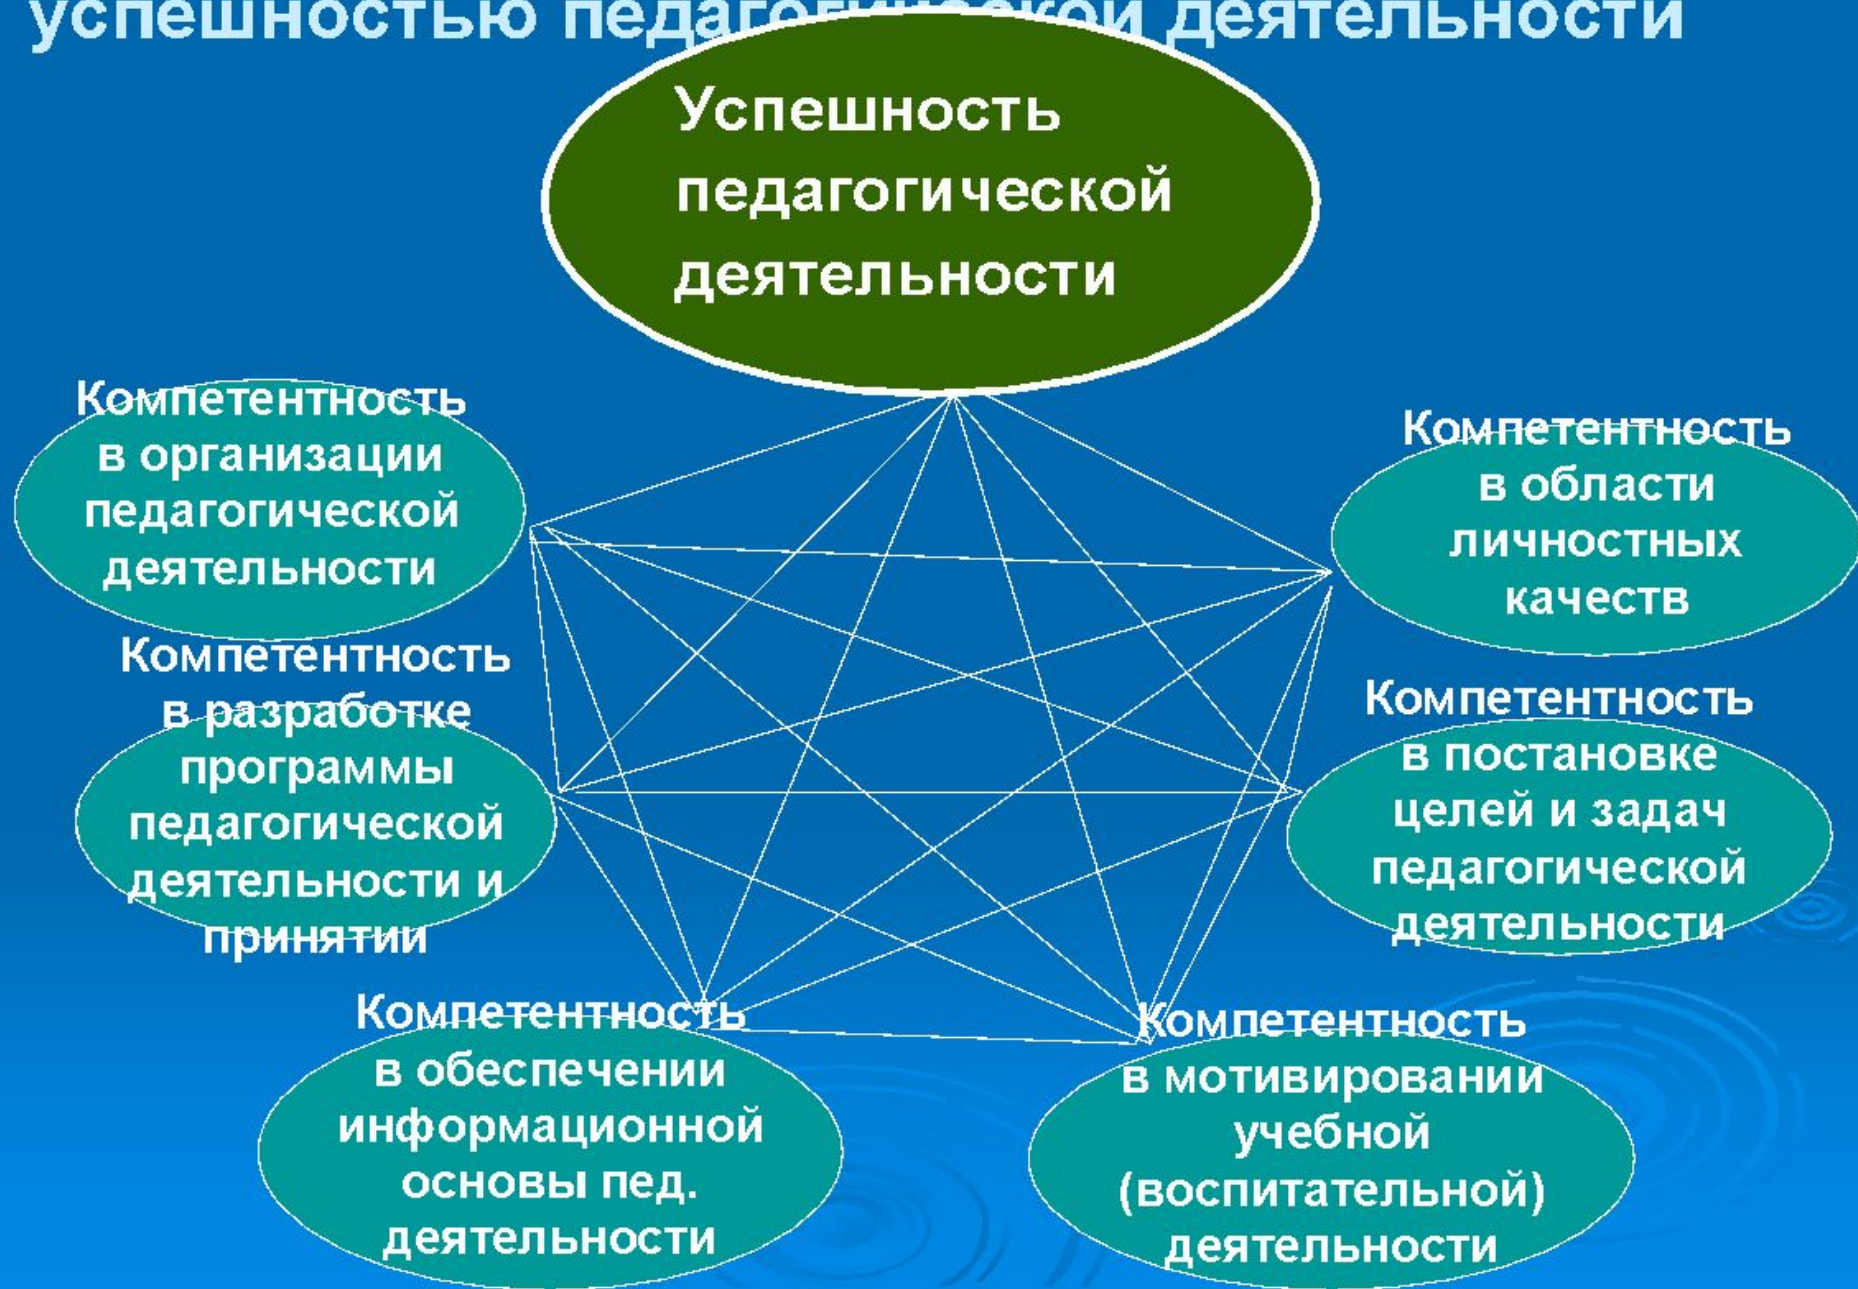 успешностью педагогической деятельности
Успешность
педагогической
деятельности
Компетентность
в организации
педагогической
деятельности
Компетентность
в области
личностных
качеств
Компетентность
в разработке
программы
педагогической
деятельности и
принятии
Компетентность
в постановке
целей и задач
педагогической
деятельности
Компетентность
в обеспечении
информационной
основы пед.
деятельности
Компетентность
в мотивировании
учебной
(воспитательной)
деятельности